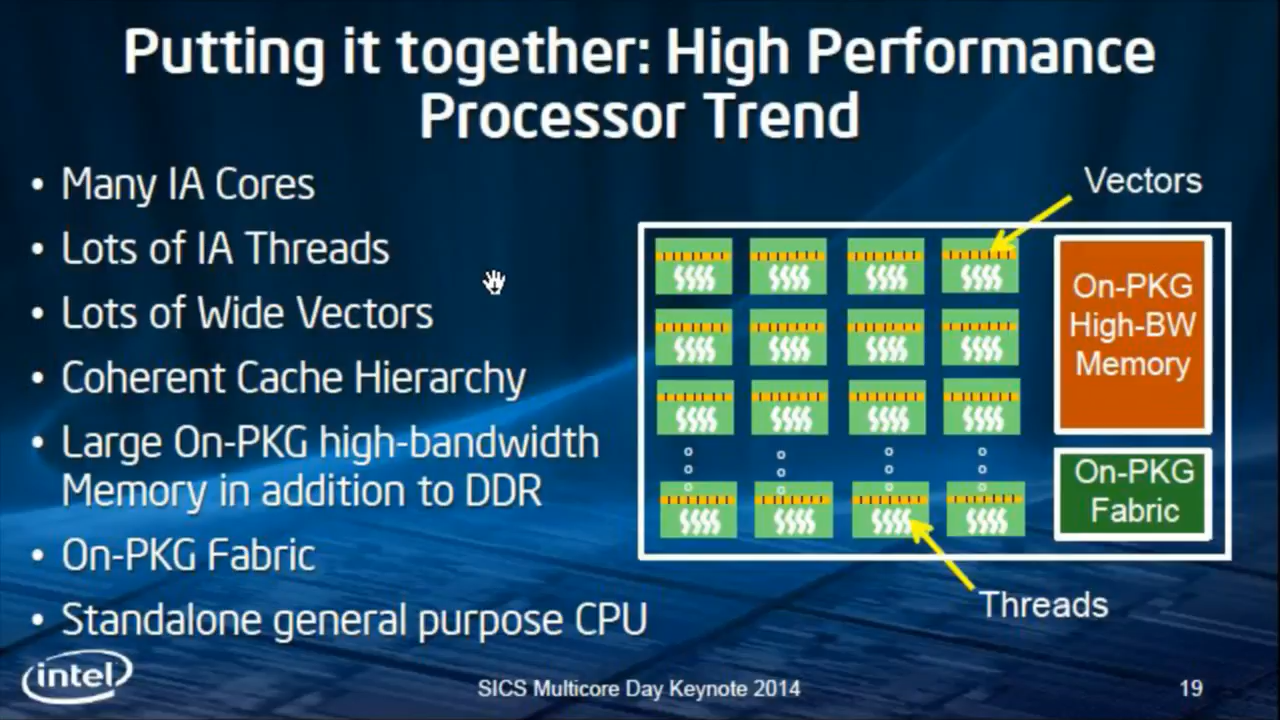 Putting it together: High Performance
Processor Trend
• Many IA Cores
• Lots of IA Threads
• Lots of Wide Vectors
• Coherent Cache Hierarchy
• Large On-PKG high-bandwidth
Memory in addition to DDR
• On-PKG Fabric
• Standalone general purpose CPU
Vectors
On-PKG
High-BW
Memory
On-PKG
Fabric
Threads
intel
SICS Multicore Day Keynote 2014
19